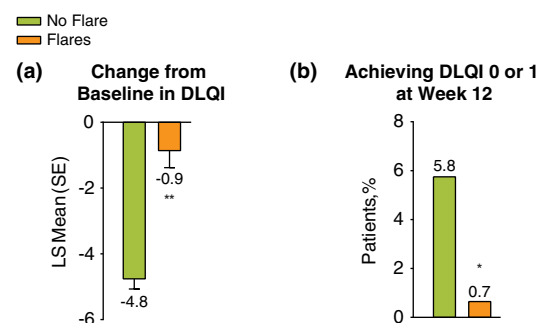 No Flare
Flares
(a) Change from
Baseline in DLQI
0
-2
-4
-6
LS Mean (SE)
-4.8
-0.9
**
(b) Achieving DLQI 0 or 1
at Week 12
8
6
4
2
0
Patients,%
5.8
*
0.7